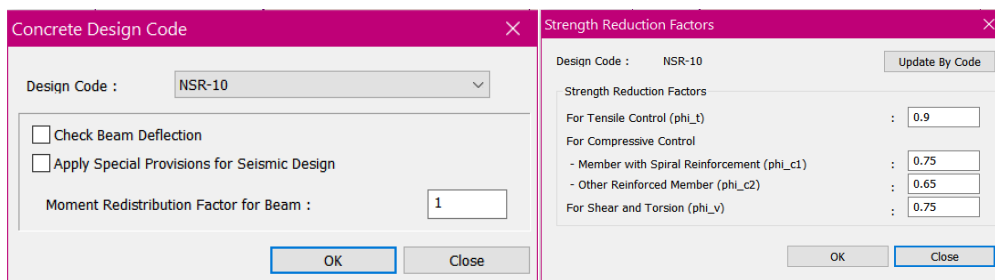 Concrete Design Code
Design Code :
NSR-10
Check Beam Deflection
Apply Special Provisions for Seismic Design
Moment Redistribution Factor for Beam :
1
OK
Close
Strength Reduction Factors
Design Code :
NSR-10
Update By Code
Strength Reduction Factors
For Tensile Control (phi_t) : 0.9
For Compressive Control
- Member with Spiral Reinforcement (phi_c1) : 0.75
- Other Reinforced Member (phi_c2) : 0.65
For Shear and Torsion (phi_v) : 0.75
OK
Close